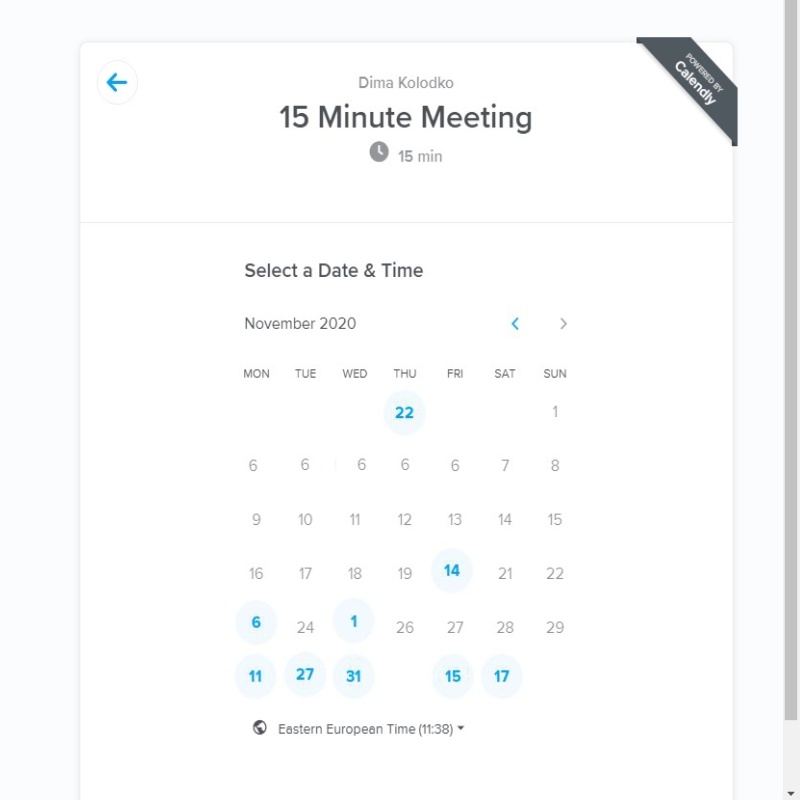 POWERED BY
Calendly
Dima Kolodko
15 Minute Meeting
15 min
Select a Date & Time
November 2020
MON TUE WED THU FRI SAT SUN
22 1
6 6 6 6 6 7 8
9 10 11 12 13 14 15
16 17 18 19 14 21 22
6 24 1 26 27 28 29
11 27 31 15 17
Eastern European Time (11:38)